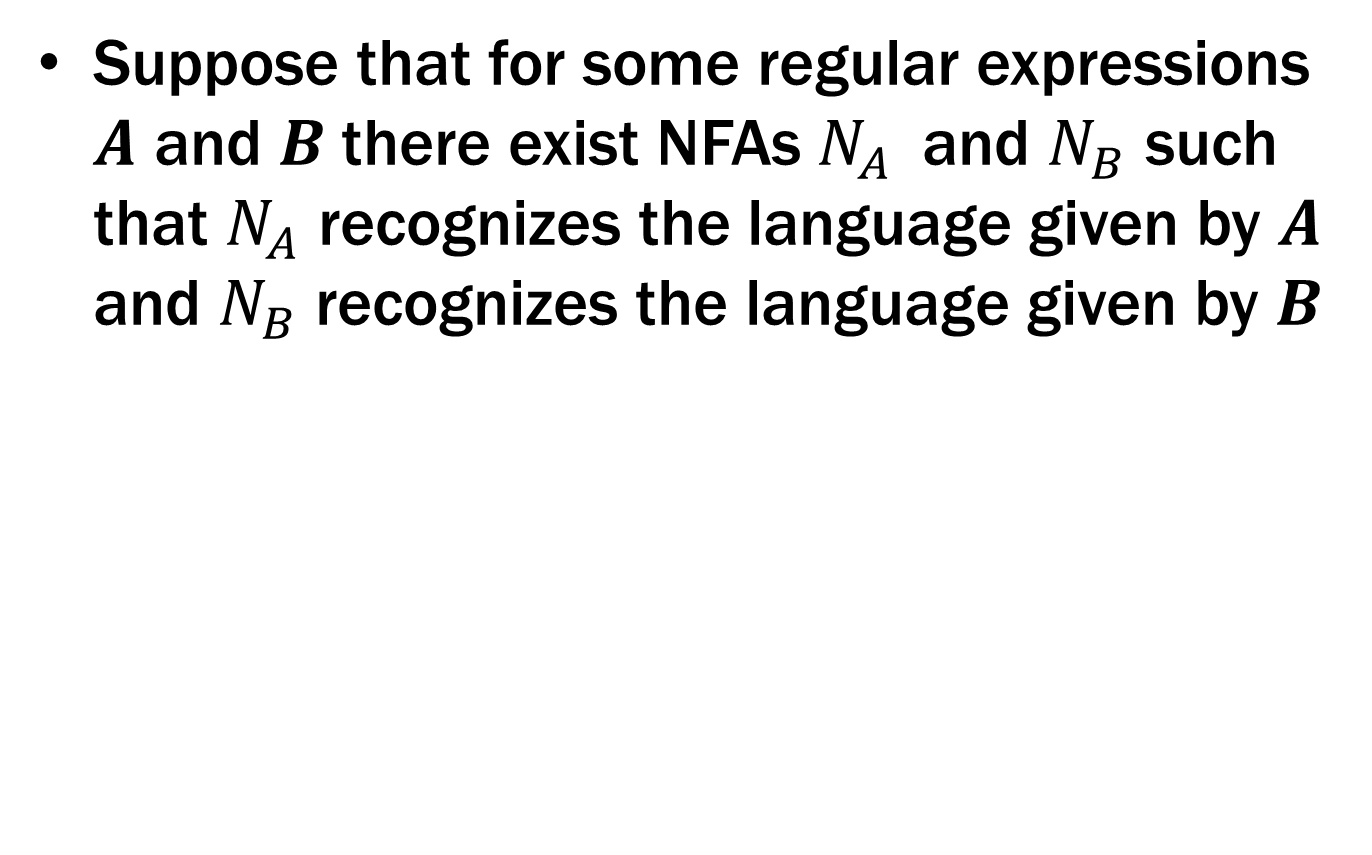 • Suppose that for some regular expressions
A and B there exist NFAs N_A and N_B such
that N_A recognizes the language given by A
and N_B recognizes the language given by B